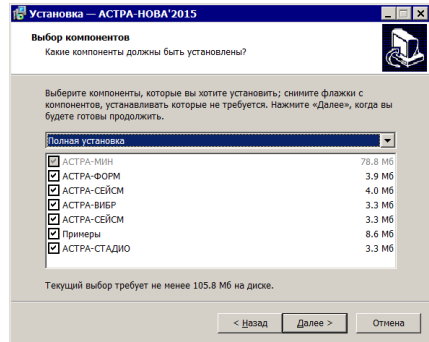 Установка — АСТРА-НОВА'2015
Выбор компонентов
Какие компоненты должны быть установлены?
Выберите компоненты, которые вы хотите установить; снимите флажки с
компонентов, устанавливать которые не требуется. Нажмите «Далее», когда вы
будете готовы продолжить.
Полная установка
АСТРА-МИН 78.8 Мб
АСТРА-ФОРМ 3.9 Мб
АСТРА-СЕЙСМ 4.0 Мб
АСТРА-ВИБР 3.3 Мб
АСТРА-СЕЙСМ 3.3 Мб
Примеры 8.6 Мб
АСТРА-СТАДИО 3.3 Мб
Текущий выбор требует не менее 105.8 Мб на диске.
< Назад Далее > Отмена